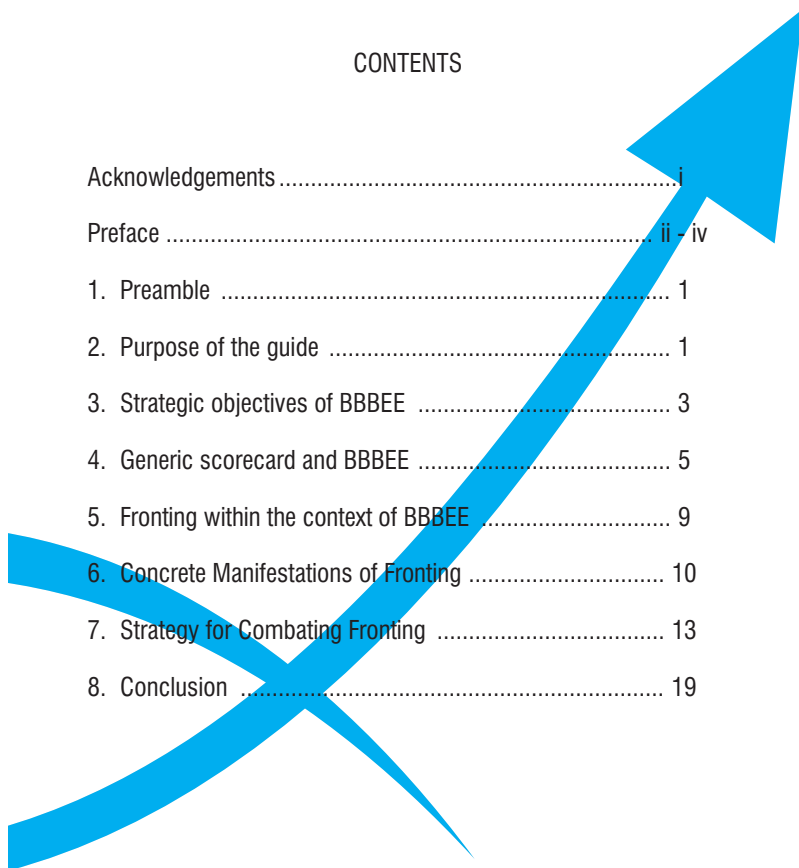 CONTENTS
Acknowledgements..................................................................i
Preface ................................................................................ ii - iv
1. Preamble .......................................................................... 1
2. Purpose of the guide ........................................................ 1
3. Strategic objectives of BBBEE .......................................... 3
4. Generic scorecard and BBBEE .......................................... 5
5. Fronting within the context of BBBEE ............................... 9
6. Concrete Manifestations of Fronting ................................ 10
7. Strategy for Combating Fronting ...................................... 13
8. Conclusion ...................................................................... 19